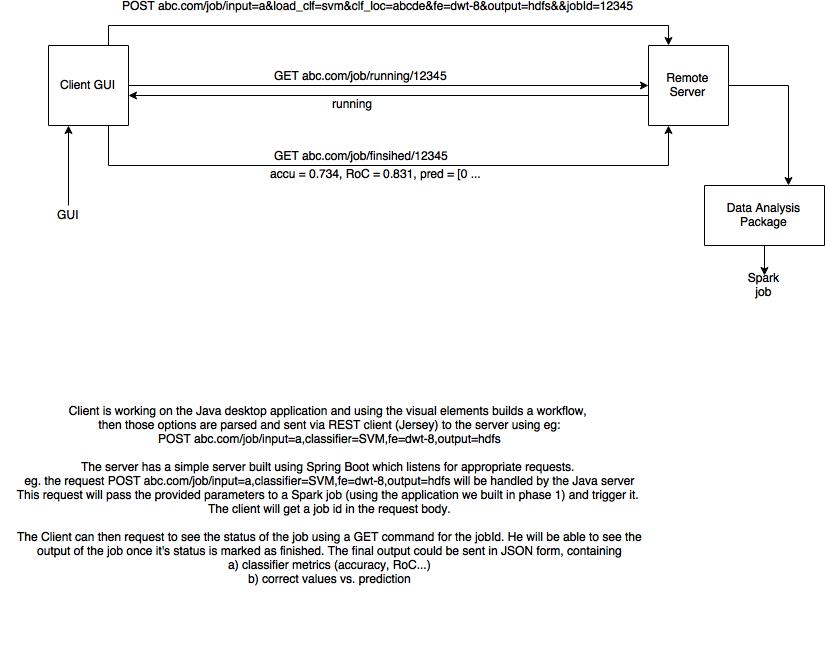 POST abc.com/job/input=a&load_clf=svm&clf_loc=abcde&fe=dwt-8&output=hdfs&&jobId=12345
Client GUI
GET abc.com/job/running/12345
running
Remote
Server
GET abc.com/job/finsihed/12345
accu = 0.734, RoC = 0.831, pred = [0 ...
GUI
Data Analysis
Package
Spark
job
Client is working on the Java desktop application and using the visual elements builds a workflow,
then those options are parsed and sent via REST client (Jersey) to the server using eg:
POST abc.com/job/input=a,classifier=SVM,fe=dwt-8,output=hdfs
The server has a simple server built using Spring Boot which listens for appropriate requests.
eg. the request POST abc.com/job/input=a,classifier=SVM,fe=dwt-8,output=hdfs will be handled by the Java server
This request will pass the provided parameters to a Spark job (using the application we built in phase 1) and trigger it.
The client will get a job id in the request body.
The Client can then request to see the status of the job using a GET command for the jobId. He will be able to see the
output of the job once it's status is marked as finished. The final output could be sent in JSON form, containing
a) classifier metrics (accuracy, RoC...)
b) correct values vs. prediction